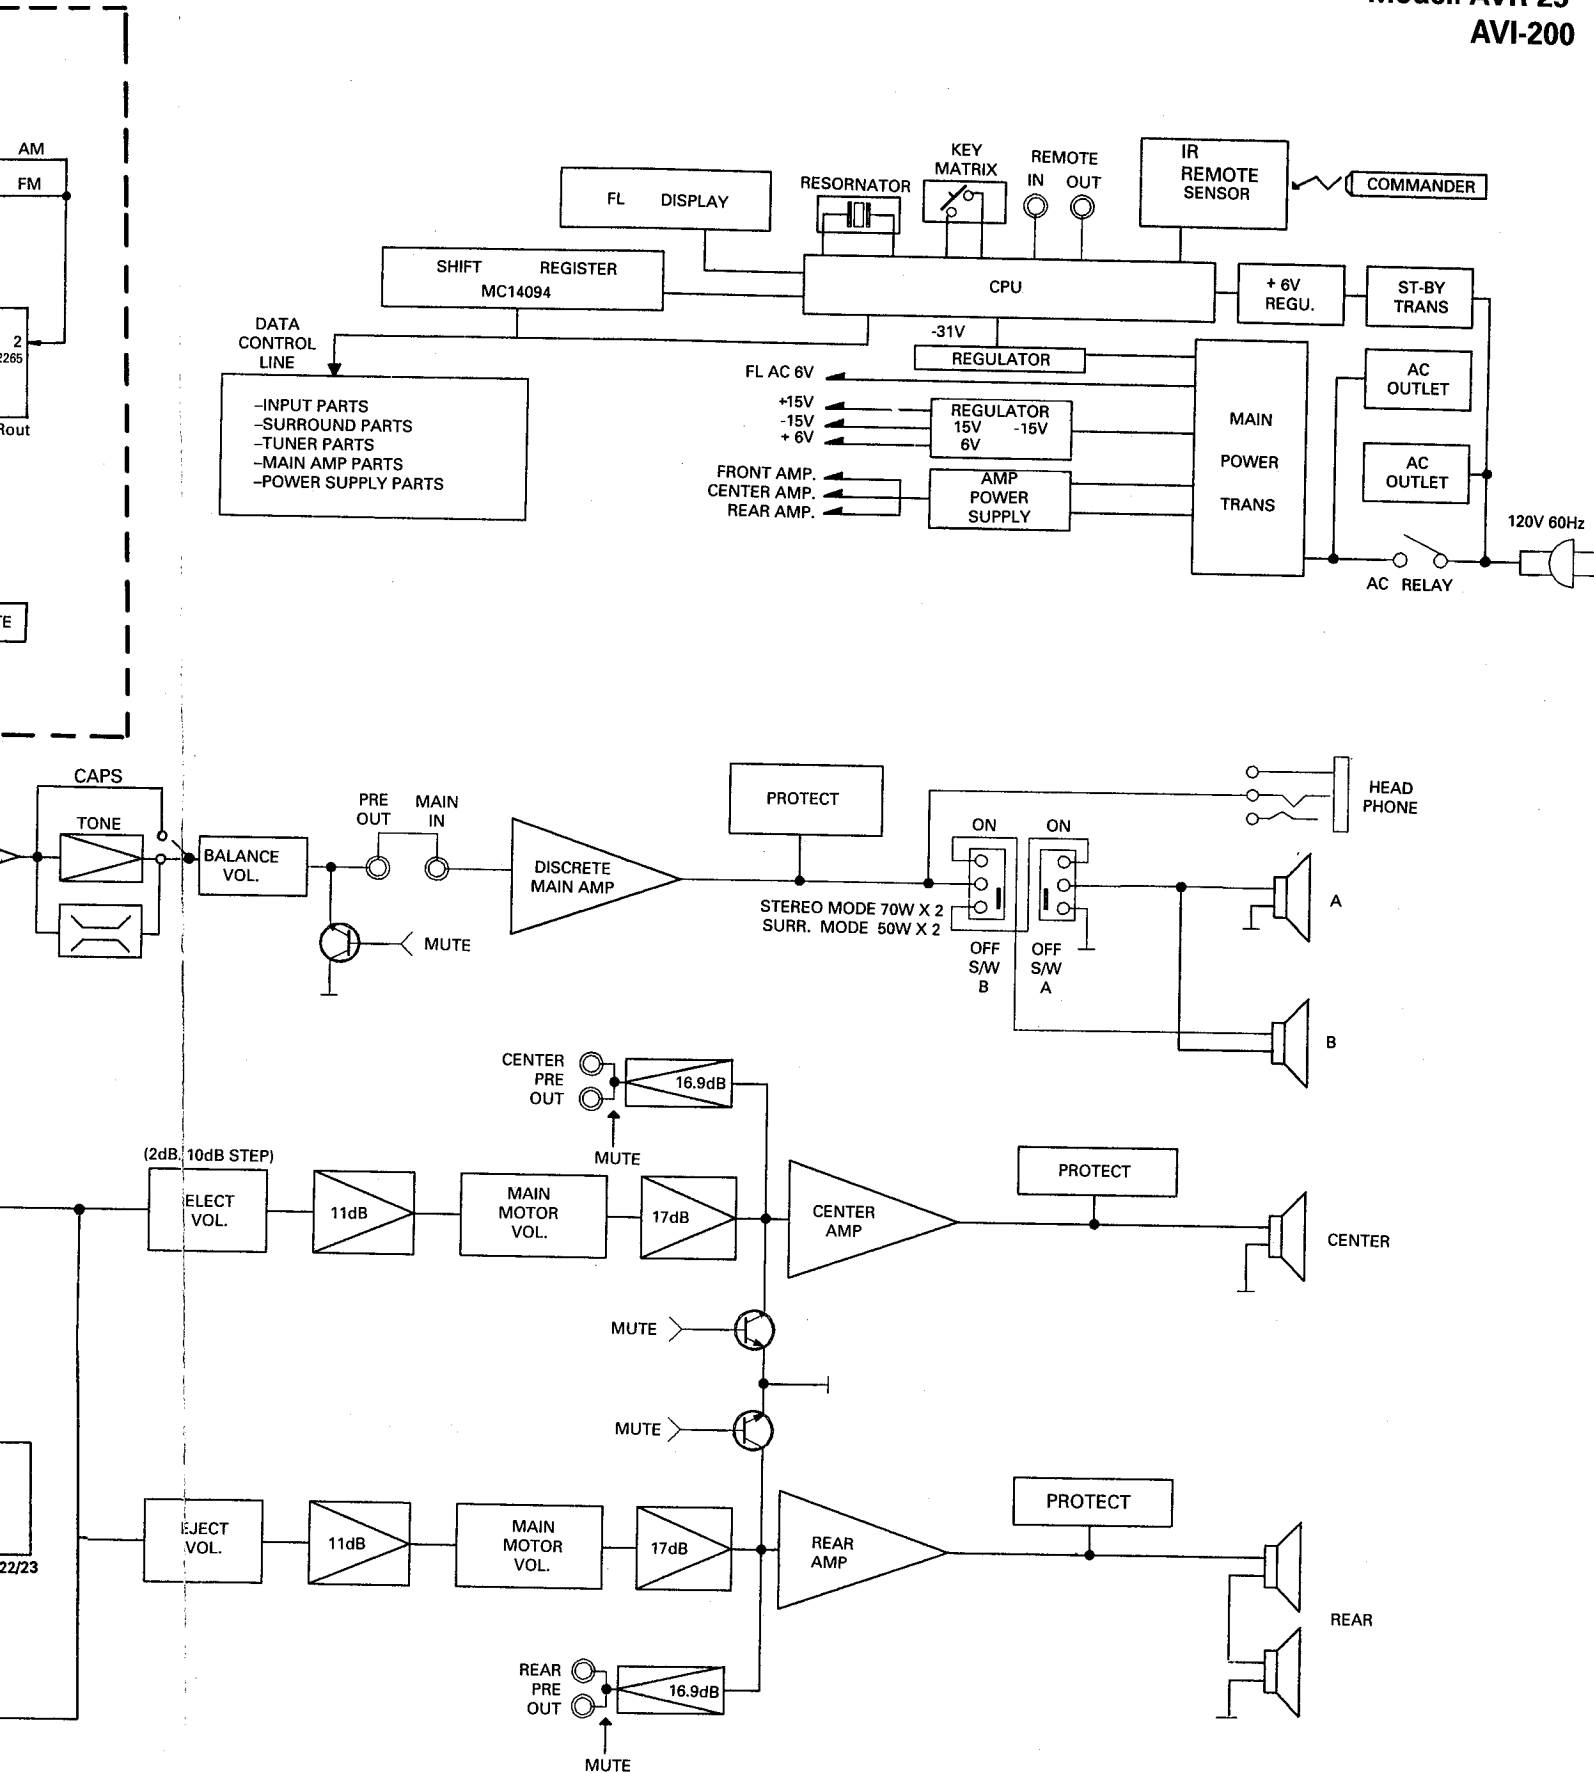 AVI-200
AM
FM
2
2265
Rout
KEY
MATRIX
REMOTE
IN
OUT
IR
REMOTE
SENSOR
COMMANDER
RESORNATOR
FL DISPLAY
SHIFT REGISTER
MC14094
CPU
+ 6V
REGU.
ST-BY
TRANS
DATA
CONTROL
LINE
-31V
REGULATOR
FL AC 6V
AC
OUTLET
–INPUT PARTS
–SURROUND PARTS
–TUNER PARTS
–MAIN AMP PARTS
–POWER SUPPLY PARTS
+15V
-15V
+ 6V
REGULATOR
15V -15V
6V
MAIN
POWER
TRANS
AC
OUTLET
FRONT AMP.
CENTER AMP.
REAR AMP.
AMP
POWER
SUPPLY
120V 60Hz
AC RELAY
CAPS
TONE
BALANCE
VOL.
PRE
OUT
MAIN
IN
MUTE
DISCRETE
MAIN AMP
PROTECT
HEAD
PHONE
ON
ON
STEREO MODE 70W X 2
SURR. MODE 50W X 2
OFF
S/W
B
OFF
S/W
A
A
B
CENTER
PRE
OUT
16.9dB
MUTE
(2dB. 10dB STEP)
ELECT
VOL.
11dB
MAIN
MOTOR
VOL.
17dB
CENTER
AMP
PROTECT
CENTER
MUTE
MUTE
22/23
EJECT
VOL.
11dB
MAIN
MOTOR
VOL.
17dB
REAR
AMP
PROTECT
REAR
REAR
PRE
OUT
16.9dB
MUTE